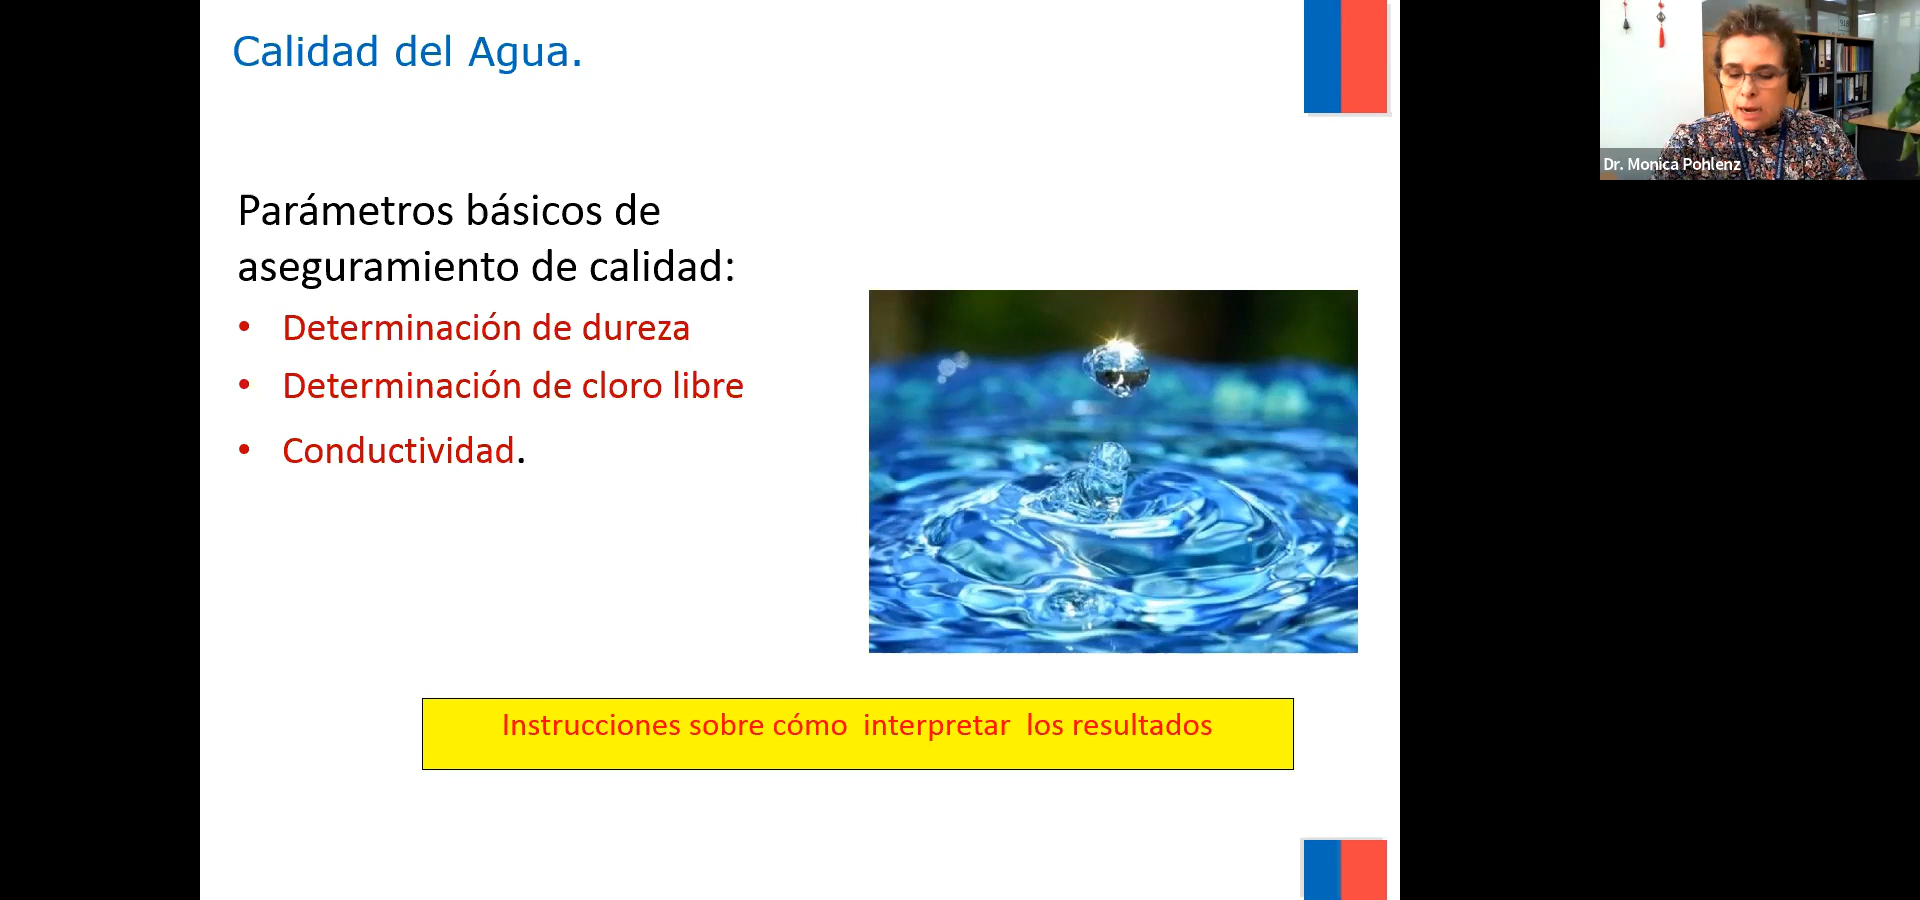 Calidad del Agua.
Parámetros básicos de
aseguramiento de calidad:
• Determinación de dureza
• Determinación de cloro libre
• Conductividad.
Instrucciones sobre cómo  interpretar  los resultados
Dr. Monica Pohlenz